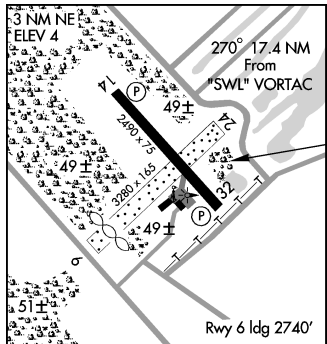 3 NM NE
ELEV 4
270° 17.4 NM
From
"SWL" VORTAC
14
P
49±
24
2490 x 75
49±
3280 x 165
32
P
49±
6
51±
Rwy 6 ldg 2740'